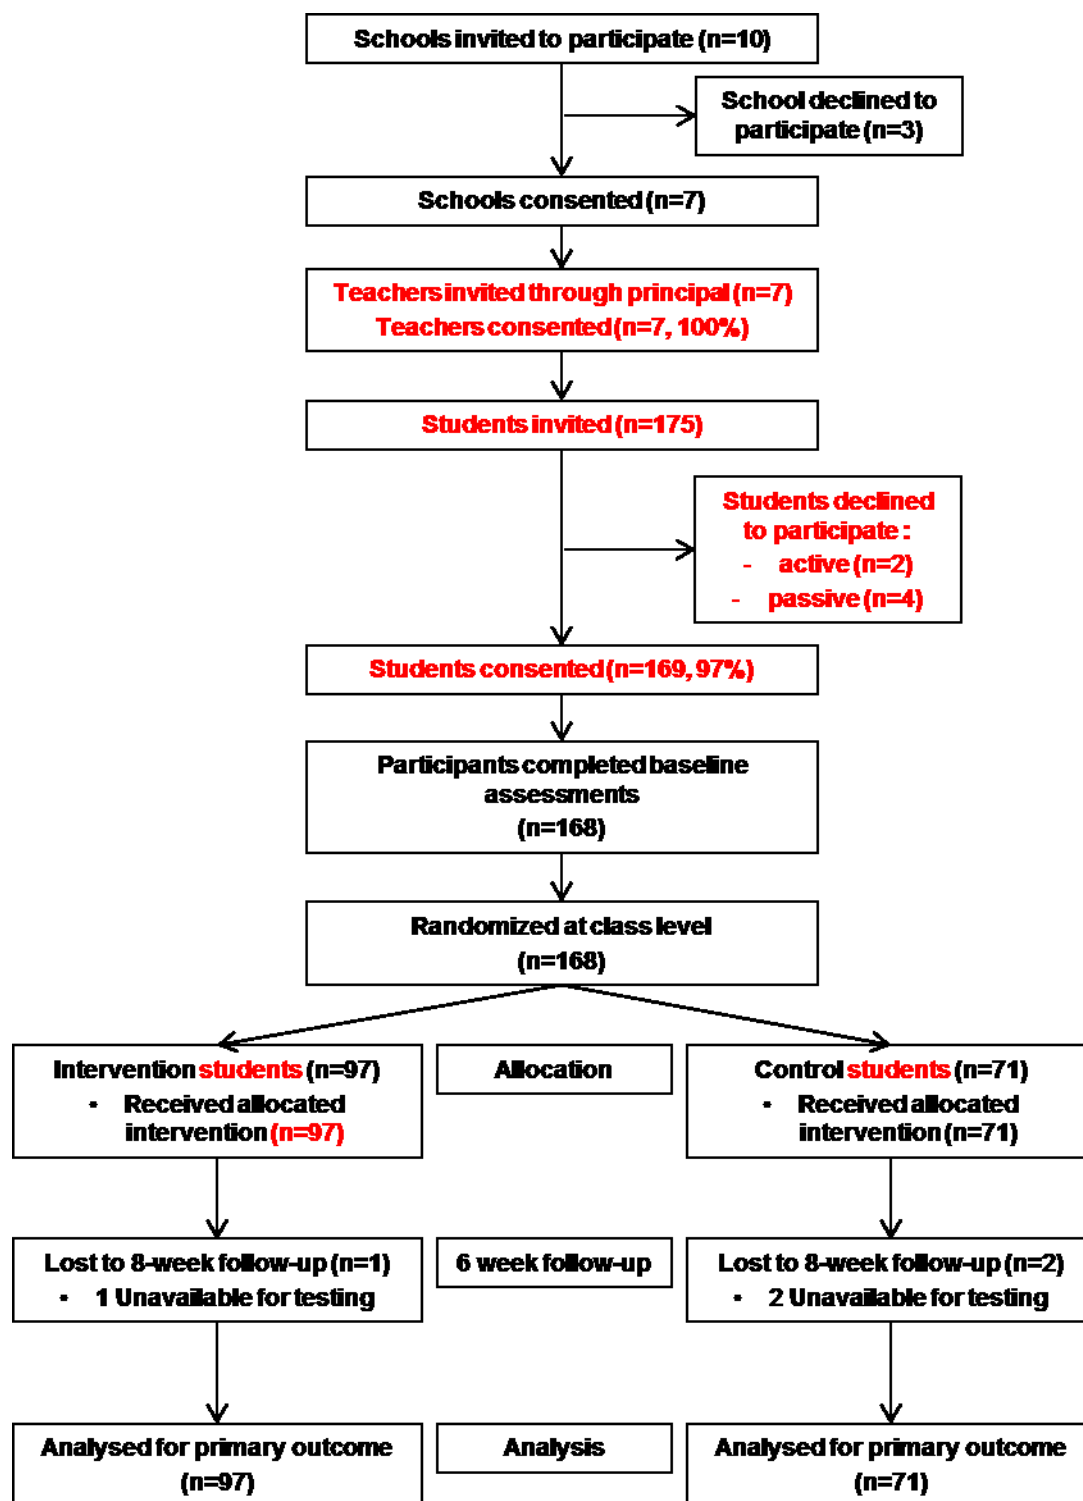 Schools invited to participate (n=10)
School declined to
participate (n=3)
Schools consented (n=7)
Teachers invited through principal (n=7)
Teachers consented (n=7, 100%)
Students invited (n=175)
Students declined
to participate :
- active (n=2)
- passive (n=4)
Students consented (n=169, 97%)
Participants completed baseline
assessments
(n=168)
Randomized at class level
(n=168)
Intervention students (n=97)
• Received allocated
intervention (n=97)
Allocation
Control students (n=71)
• Received allocated
intervention (n=71)
Lost to 8-week follow-up (n=1)
• 1 Unavailable for testing
6 week follow-up
Lost to 8-week follow-up (n=2)
• 2 Unavailable for testing
Analysed for primary outcome
(n=97)
Analysis
Analysed for primary outcome
(n=71)